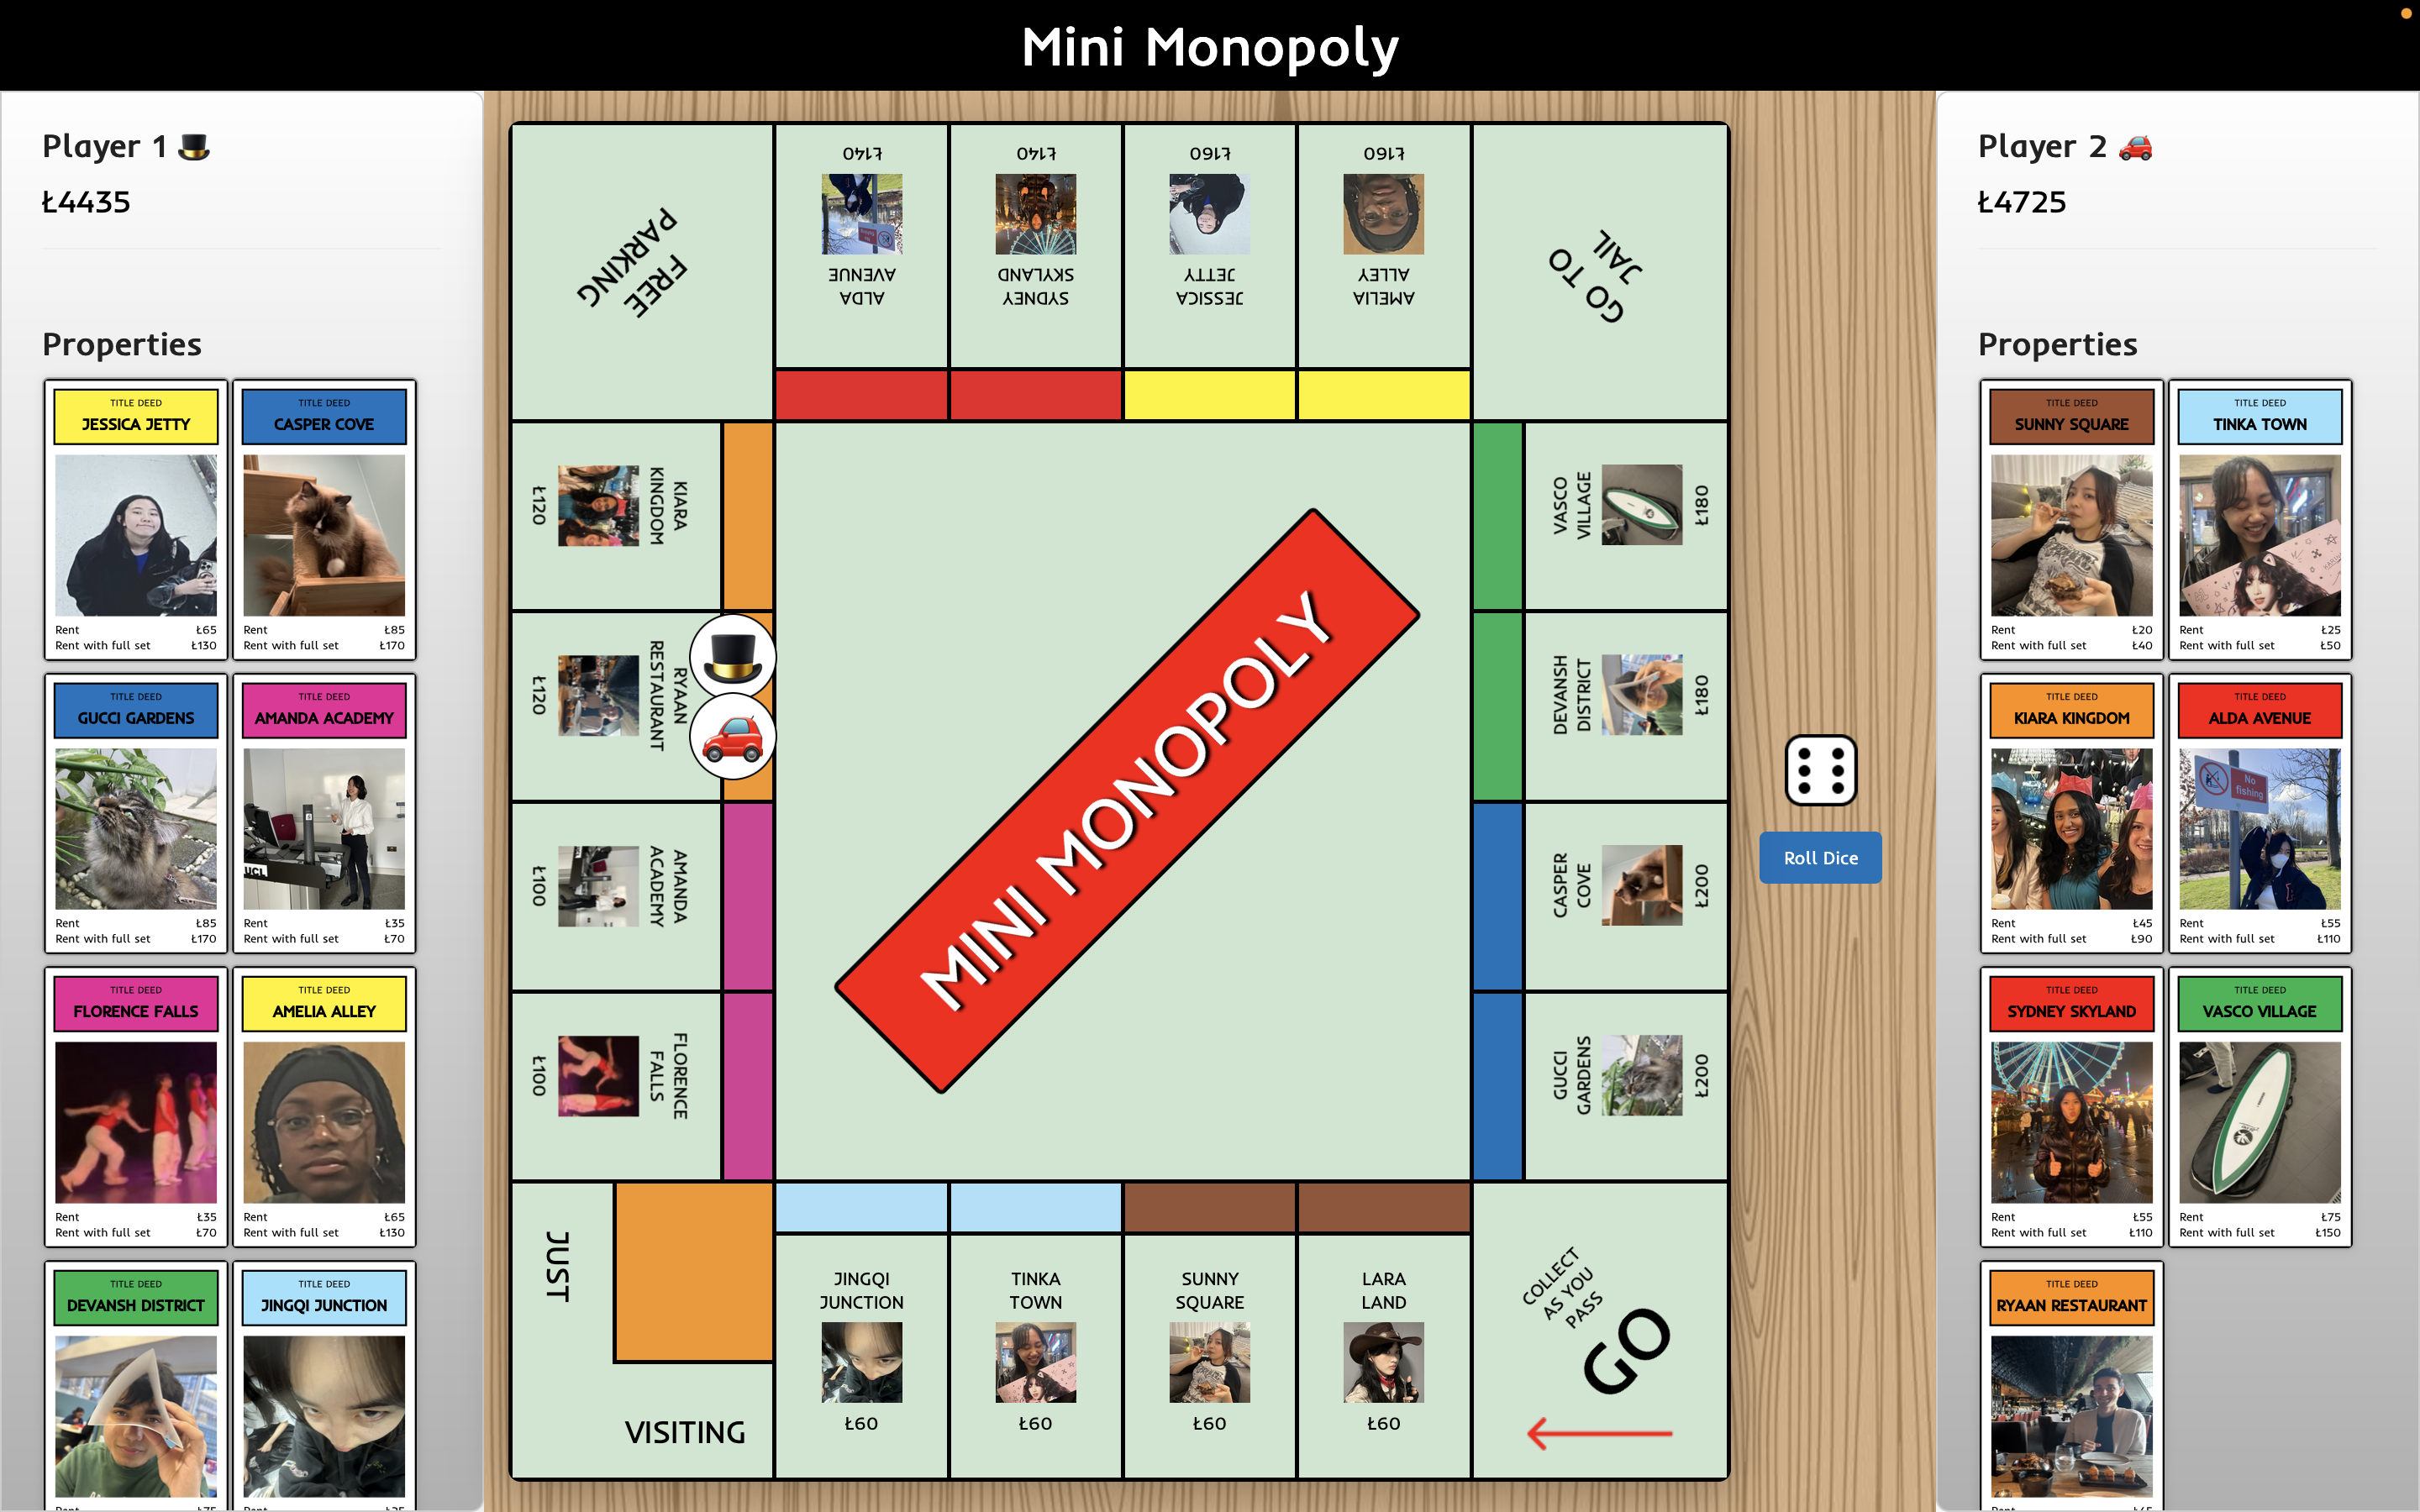 Mini Monopoly
Player 1
Ł4435
Properties
TITLE DEED
JESSICA JETTY
Rent Ł65
Rent with full set Ł130
TITLE DEED
CASPER COVE
Rent Ł85
Rent with full set Ł170
TITLE DEED
GUCCI GARDENS
Rent Ł85
Rent with full set Ł170
TITLE DEED
AMANDA ACADEMY
UCL
Rent Ł35
Rent with full set Ł70
TITLE DEED
FLORENCE FALLS
Rent Ł35
Rent with full set Ł70
TITLE DEED
AMELIA ALLEY
Rent Ł65
Rent with full set Ł130
TITLE DEED
DEVANSH DISTRICT
TITLE DEED
JINGQI JUNCTION
FREE
PARKING
ALDA
AVENUE
Ł140
SYDNEY
SKYLAND
Ł140
JESSICA
JETTY
Ł160
AMELIA
ALLEY
Ł160
GO TO
JAIL
KIARA
KINGDOM
Ł120
RYAAN
RESTAURANT
Ł120
AMANDA
ACADEMY
Ł100
FLORENCE
FALLS
Ł100
MINI MONOPOLY
VASCO
VILLAGE
Ł180
DEVANSH
DISTRICT
Ł180
CASPER
COVE
Ł200
GUCCI
GARDENS
Ł200
JUST
VISITING
JINGQI
JUNCTION
Ł60
TINKA
TOWN
Ł60
SUNNY
SQUARE
Ł60
LARA
LAND
Ł60
COLLECT
AS YOU
PASS
GO
Roll Dice
Player 2
Ł4725
Properties
TITLE DEED
SUNNY SQUARE
Rent Ł20
Rent with full set Ł40
TITLE DEED
TINKA TOWN
Rent Ł25
Rent with full set Ł50
TITLE DEED
KIARA KINGDOM
Rent Ł45
Rent with full set Ł90
TITLE DEED
ALDA AVENUE
No
fishing
Rent Ł55
Rent with full set Ł110
TITLE DEED
SYDNEY SKYLAND
Rent Ł55
Rent with full set Ł110
TITLE DEED
VASCO VILLAGE
Rent Ł75
Rent with full set Ł150
TITLE DEED
RYAAN RESTAURANT